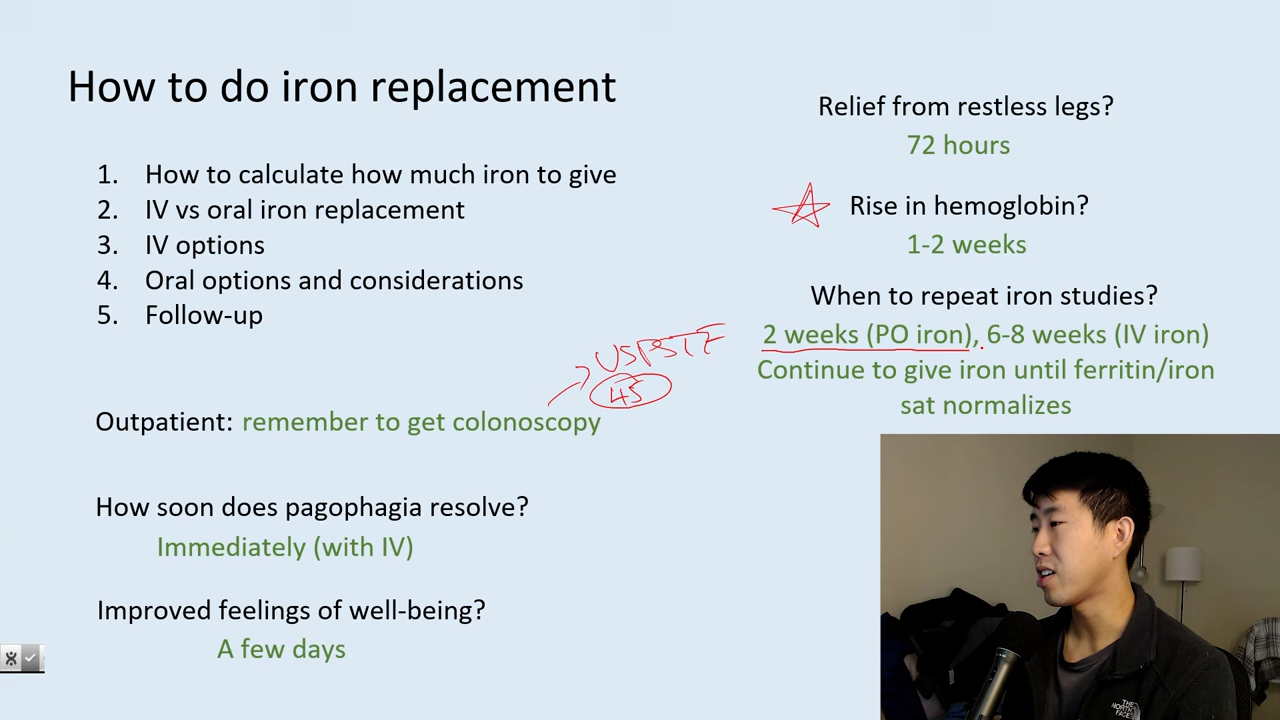 How to do iron replacement
1. How to calculate how much iron to give
2. IV vs oral iron replacement
3. IV options
4. Oral options and considerations
5. Follow-up
USPSTF
45
Outpatient: remember to get colonoscopy
How soon does pagophagia resolve?
Immediately (with IV)
Improved feelings of well-being?
A few days
Relief from restless legs?
72 hours
Rise in hemoglobin?
1-2 weeks
When to repeat iron studies?
2 weeks (PO iron), 6-8 weeks (IV iron)
Continue to give iron until ferritin/iron
sat normalizes
THE
NORTH
FACE